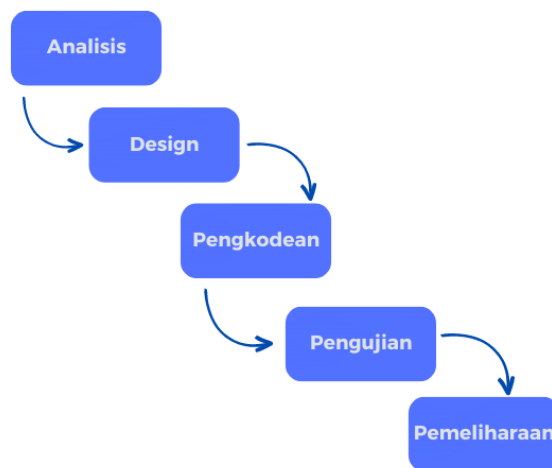 Analisis
Design
Pengkodean
Pengujian
Pemeliharaan